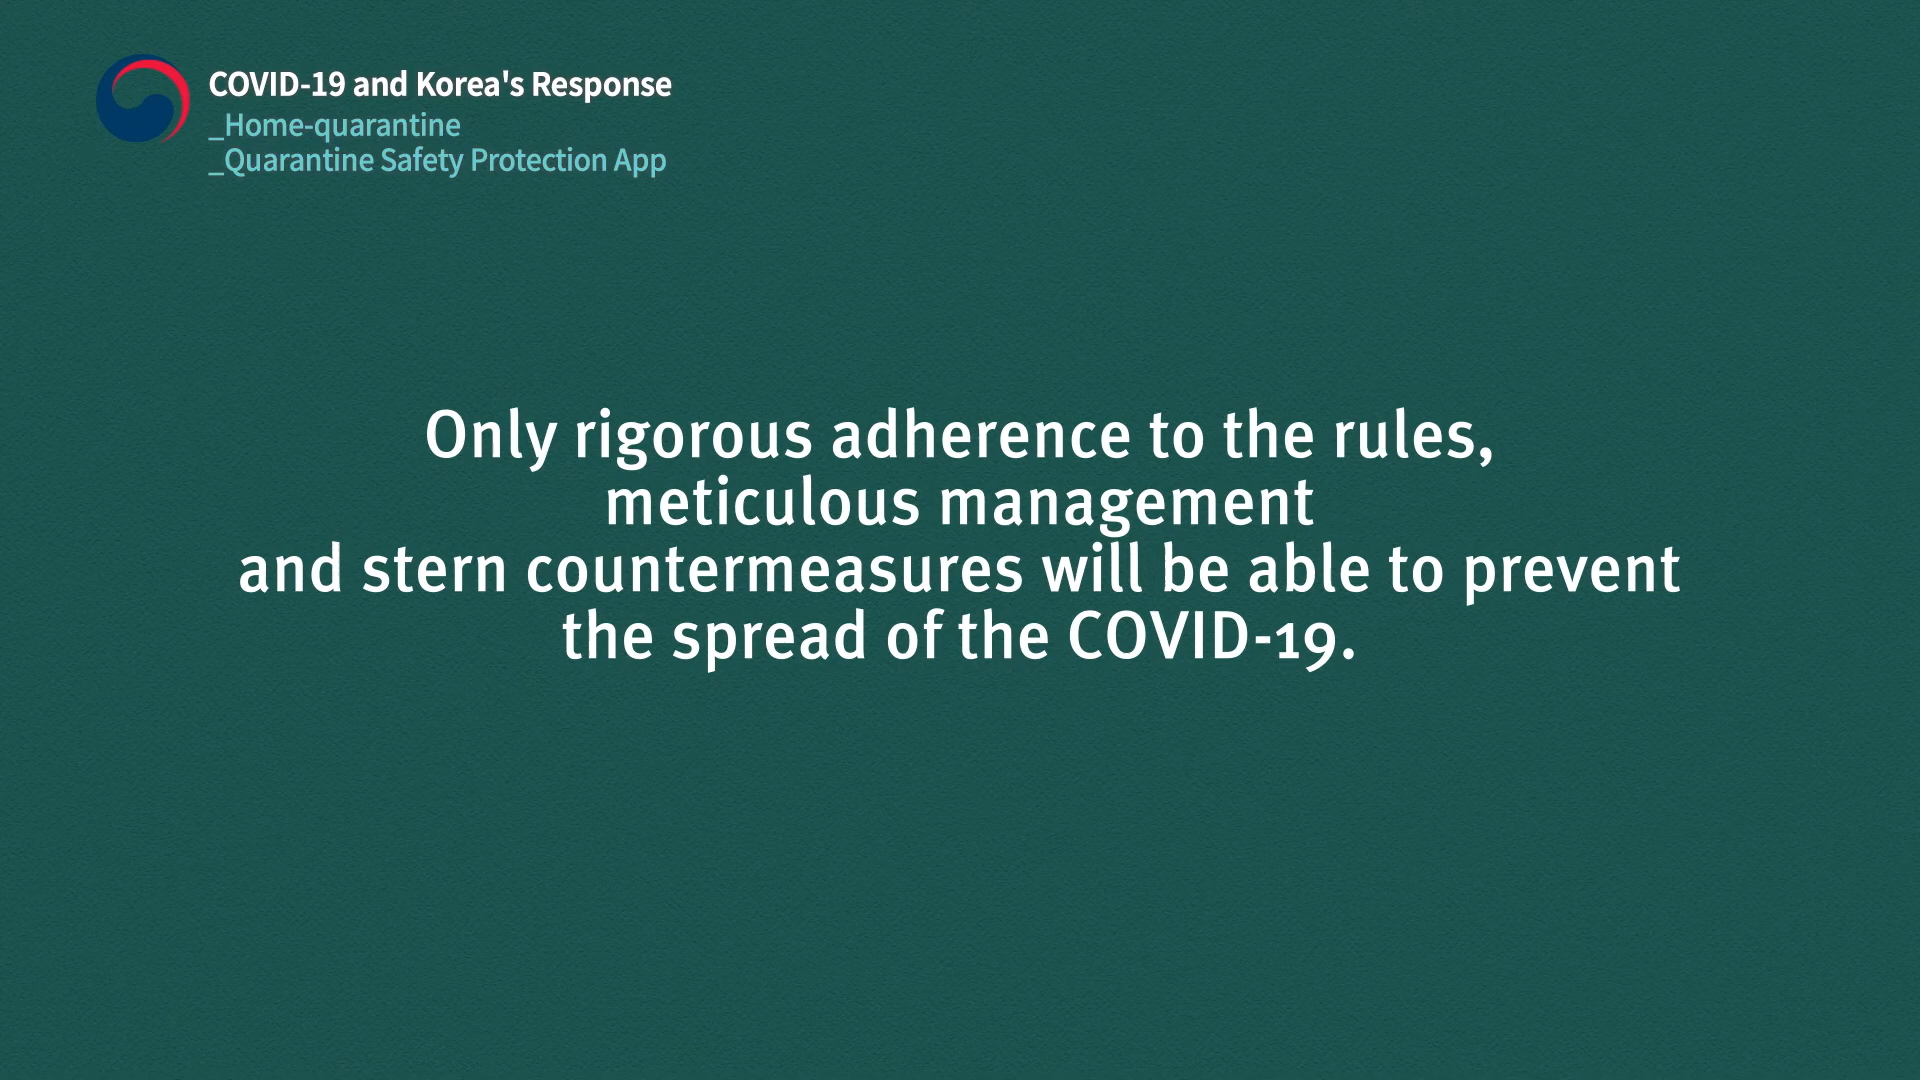 COVID-19 and Korea's Response
_Home-quarantine
_Quarantine Safety Protection App
Only rigorous adherence to the rules,
meticulous management
and stern countermeasures will be able to prevent
the spread of the COVID-19.